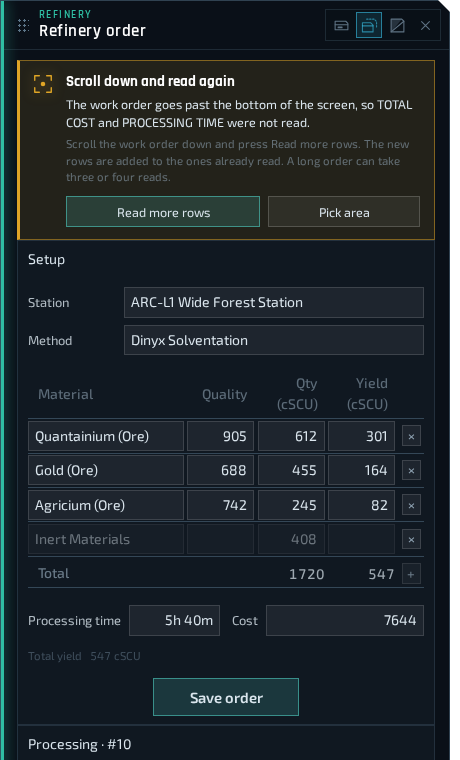 REFINERY
Refinery order
Scroll down and read again
The work order goes past the bottom of the screen, so TOTAL
COST and PROCESSING TIME were not read.
Scroll the work order down and press Read more rows. The new
rows are added to the ones already read. A long order can take
three or four reads.
Read more rows Pick area
Setup
Station ARC-L1 Wide Forest Station
Method Dinyx Solventation
Material Quality Qty (cSCU) Yield (cSCU)
Quantainium (Ore) 905 612 301 ×
Gold (Ore) 688 455 164 ×
Agricium (Ore) 742 245 82 ×
Inert Materials 408 ×
Total 1720 547 +
Processing time 5h 40m Cost 7644
Total yield 547 cSCU
Save order
Processing · #10